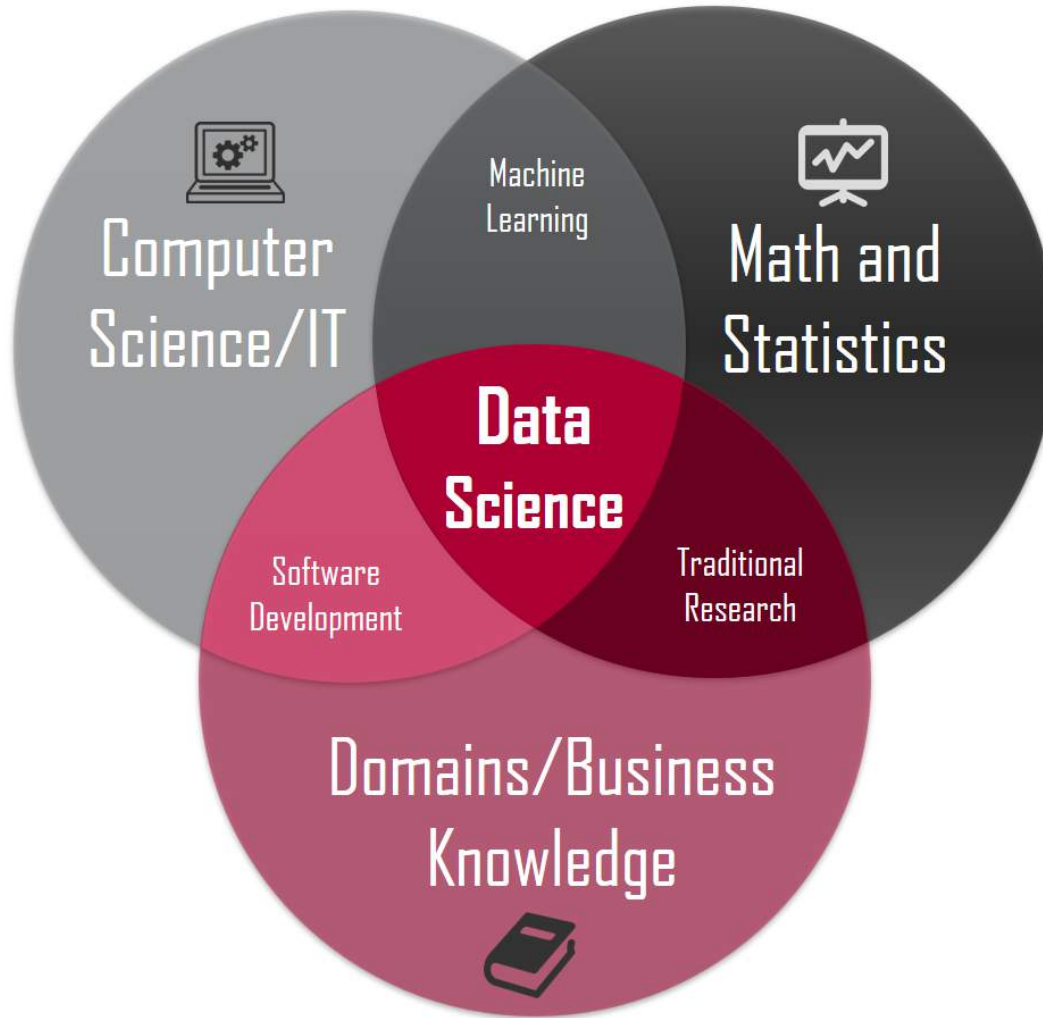 Computer
Science/IT
Machine
Learning
Math and
Statistics
Data
Science
Software
Development
Traditional
Research
Domains/Business
Knowledge